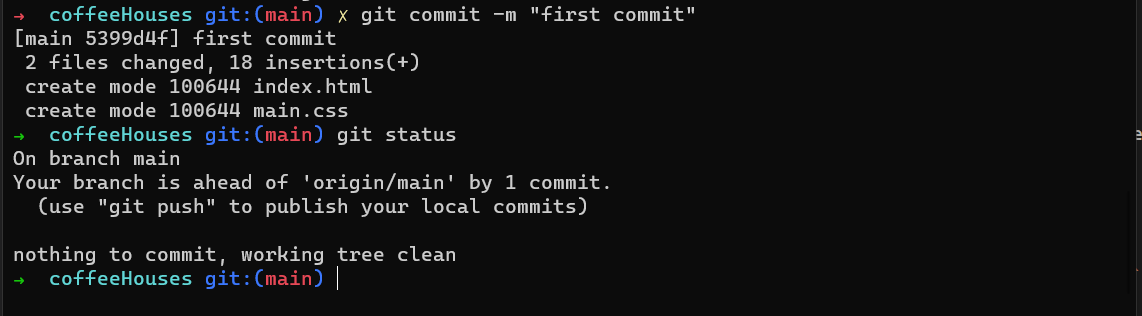 →  coffeeHouses git:(main) ✗ git commit -m "first commit"
[main 5399d4f] first commit
 2 files changed, 18 insertions(+)
 create mode 100644 index.html
 create mode 100644 main.css
→  coffeeHouses git:(main) git status
On branch main
Your branch is ahead of 'origin/main' by 1 commit.
  (use "git push" to publish your local commits)

nothing to commit, working tree clean
→  coffeeHouses git:(main)